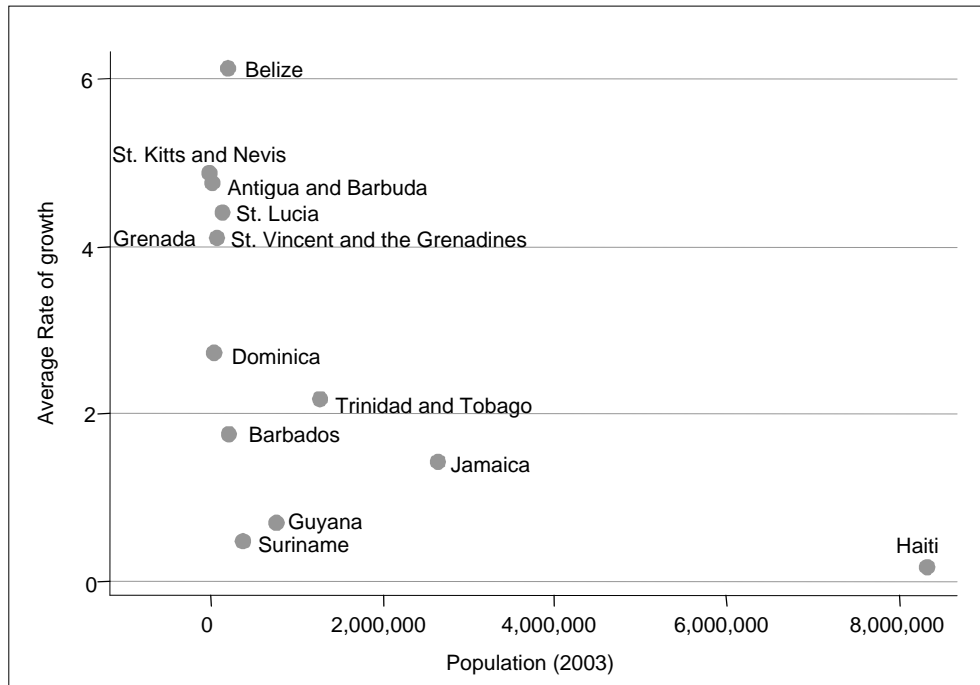 6
Belize
St. Kitts and Nevis
Antigua and Barbuda
St. Lucia
Grenada
St. Vincent and the Grenadines
4
Average Rate of growth
Dominica
Trinidad and Tobago
2
Barbados
Jamaica
Guyana
Suriname
Haiti
0
0
2,000,000
4,000,000
6,000,000
8,000,000
Population (2003)